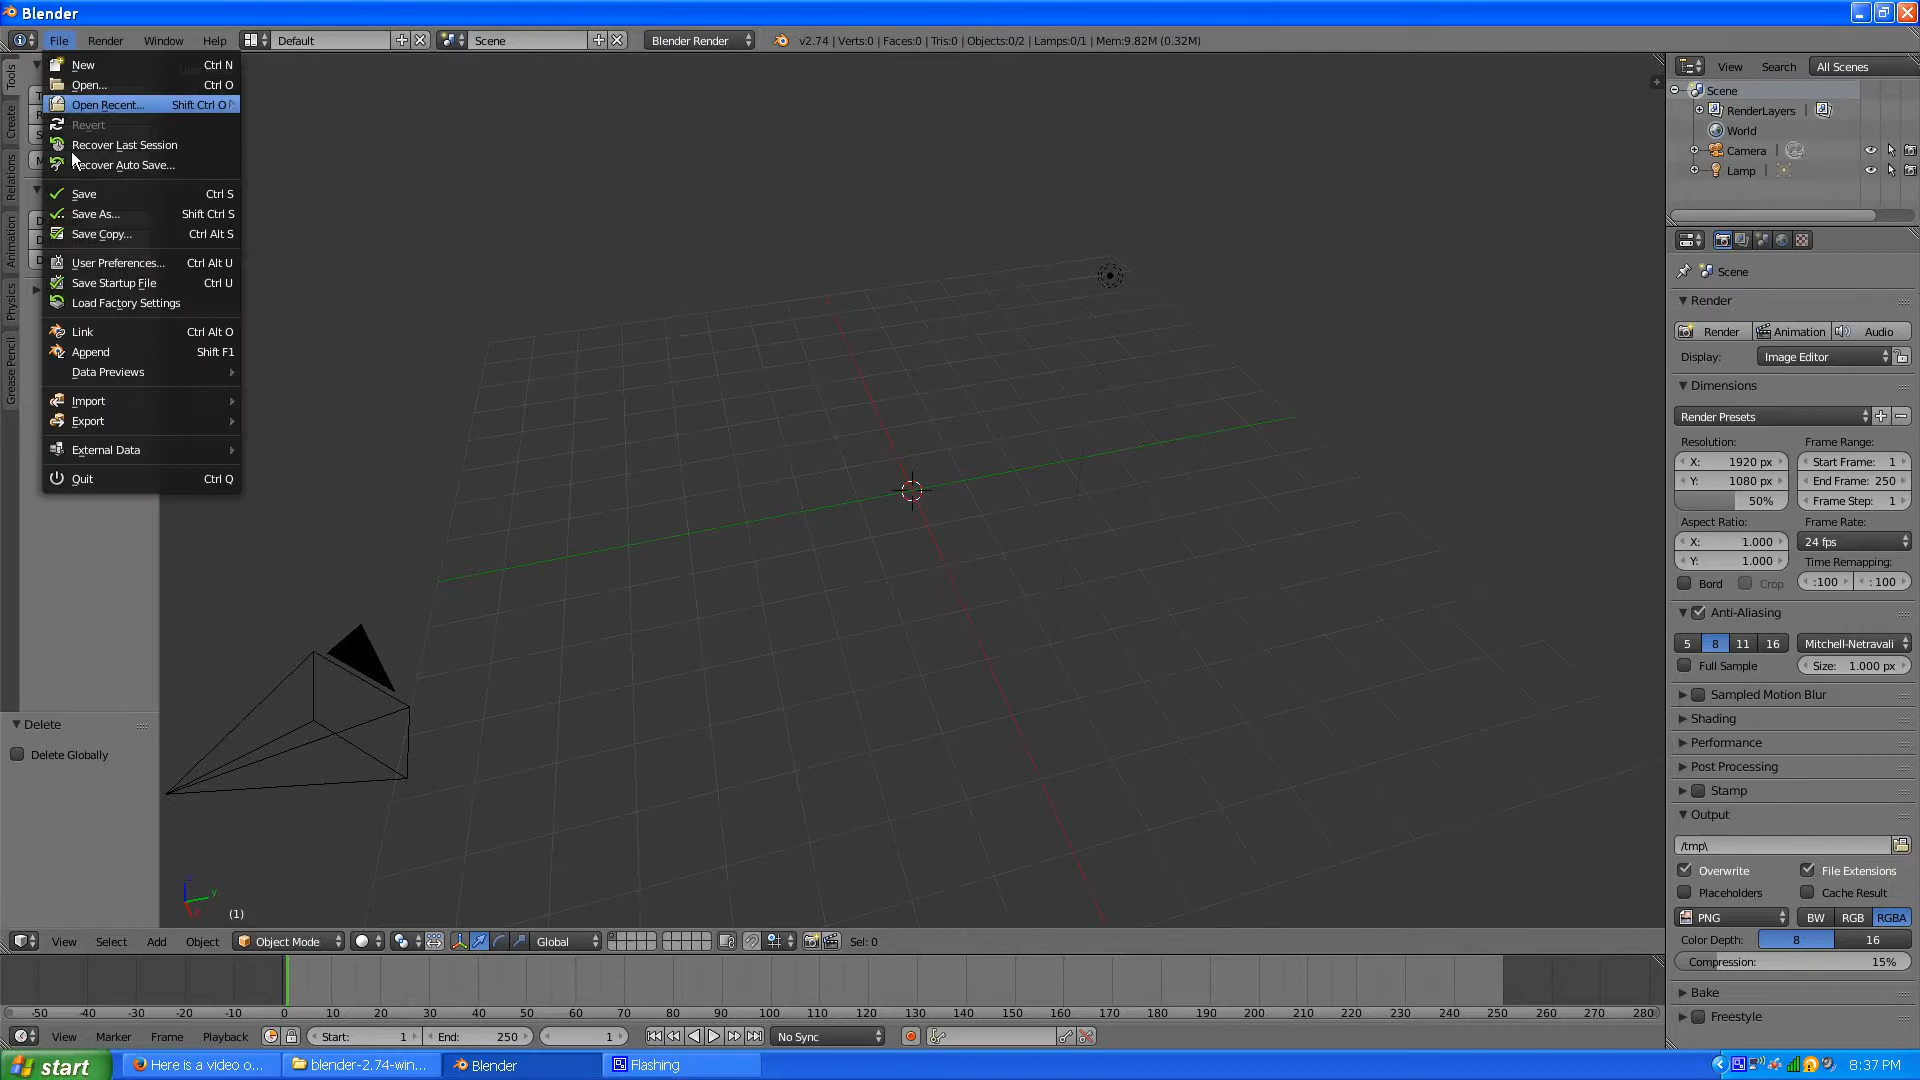 Blender
File Render Window Help Default Scene Blender Render v2.74 | Verts:0 | Faces:0 | Tris:0 | Objects:0/2 | Lamps:0/1 | Mem:9.82M (0.32M)
New Ctrl N
Open... Ctrl O
Open Recent... Shift Ctrl O
Revert
Recover Last Session
Recover Auto Save...
Save Ctrl S
Save As... Shift Ctrl S
Save Copy... Ctrl Alt S
User Preferences... Ctrl Alt U
Save Startup File Ctrl U
Load Factory Settings
Link Ctrl Alt O
Append Shift F1
Data Previews
Import
Export
External Data
Quit Ctrl Q
Tools
Create
Relations
Animation
Physics
Grease Pencil
Delete
Delete Globally
(1)
View Search All Scenes
Scene
RenderLayers
World
Camera
Lamp
Scene
Render
Render Animation Audio
Display: Image Editor
Dimensions
Render Presets
Resolution: Frame Range:
X: 1920 px Start Frame: 1
Y: 1080 px End Frame: 250
50% Frame Step: 1
Aspect Ratio: Frame Rate:
X: 1.000 24 fps
Y: 1.000 Time Remapping:
Bord Crop :100 : 100
Anti-Aliasing
5 8 11 16 Mitchell-Netravali
Full Sample Size: 1.000 px
Sampled Motion Blur
Shading
Performance
Post Processing
Stamp
Output
/tmp\
Overwrite File Extensions
Placeholders Cache Result
PNG BW RGB RGBA
Color Depth: 8 16
Compression: 15%
Bake
Freestyle
View Select Add Object Object Mode Global Sel: 0
-50 -40 -30 -20 -10 0 10 20 30 40 50 60 70 80 90 100 110 120 130 140 150 160 170 180 190 200 210 220 230 240 250 260 270 280
View Marker Frame Playback Start: 1 End: 250 1 No Sync
start Here is a video o... blender-2.74-win... Blender Flashing 8:37 PM